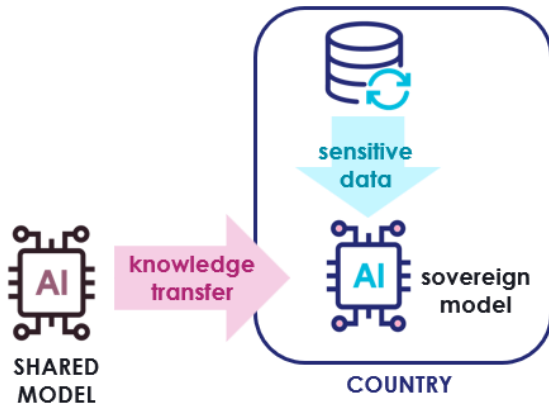 sensitive
data
AI
knowledge
transfer
AI
sovereign
model
SHARED
MODEL
COUNTRY